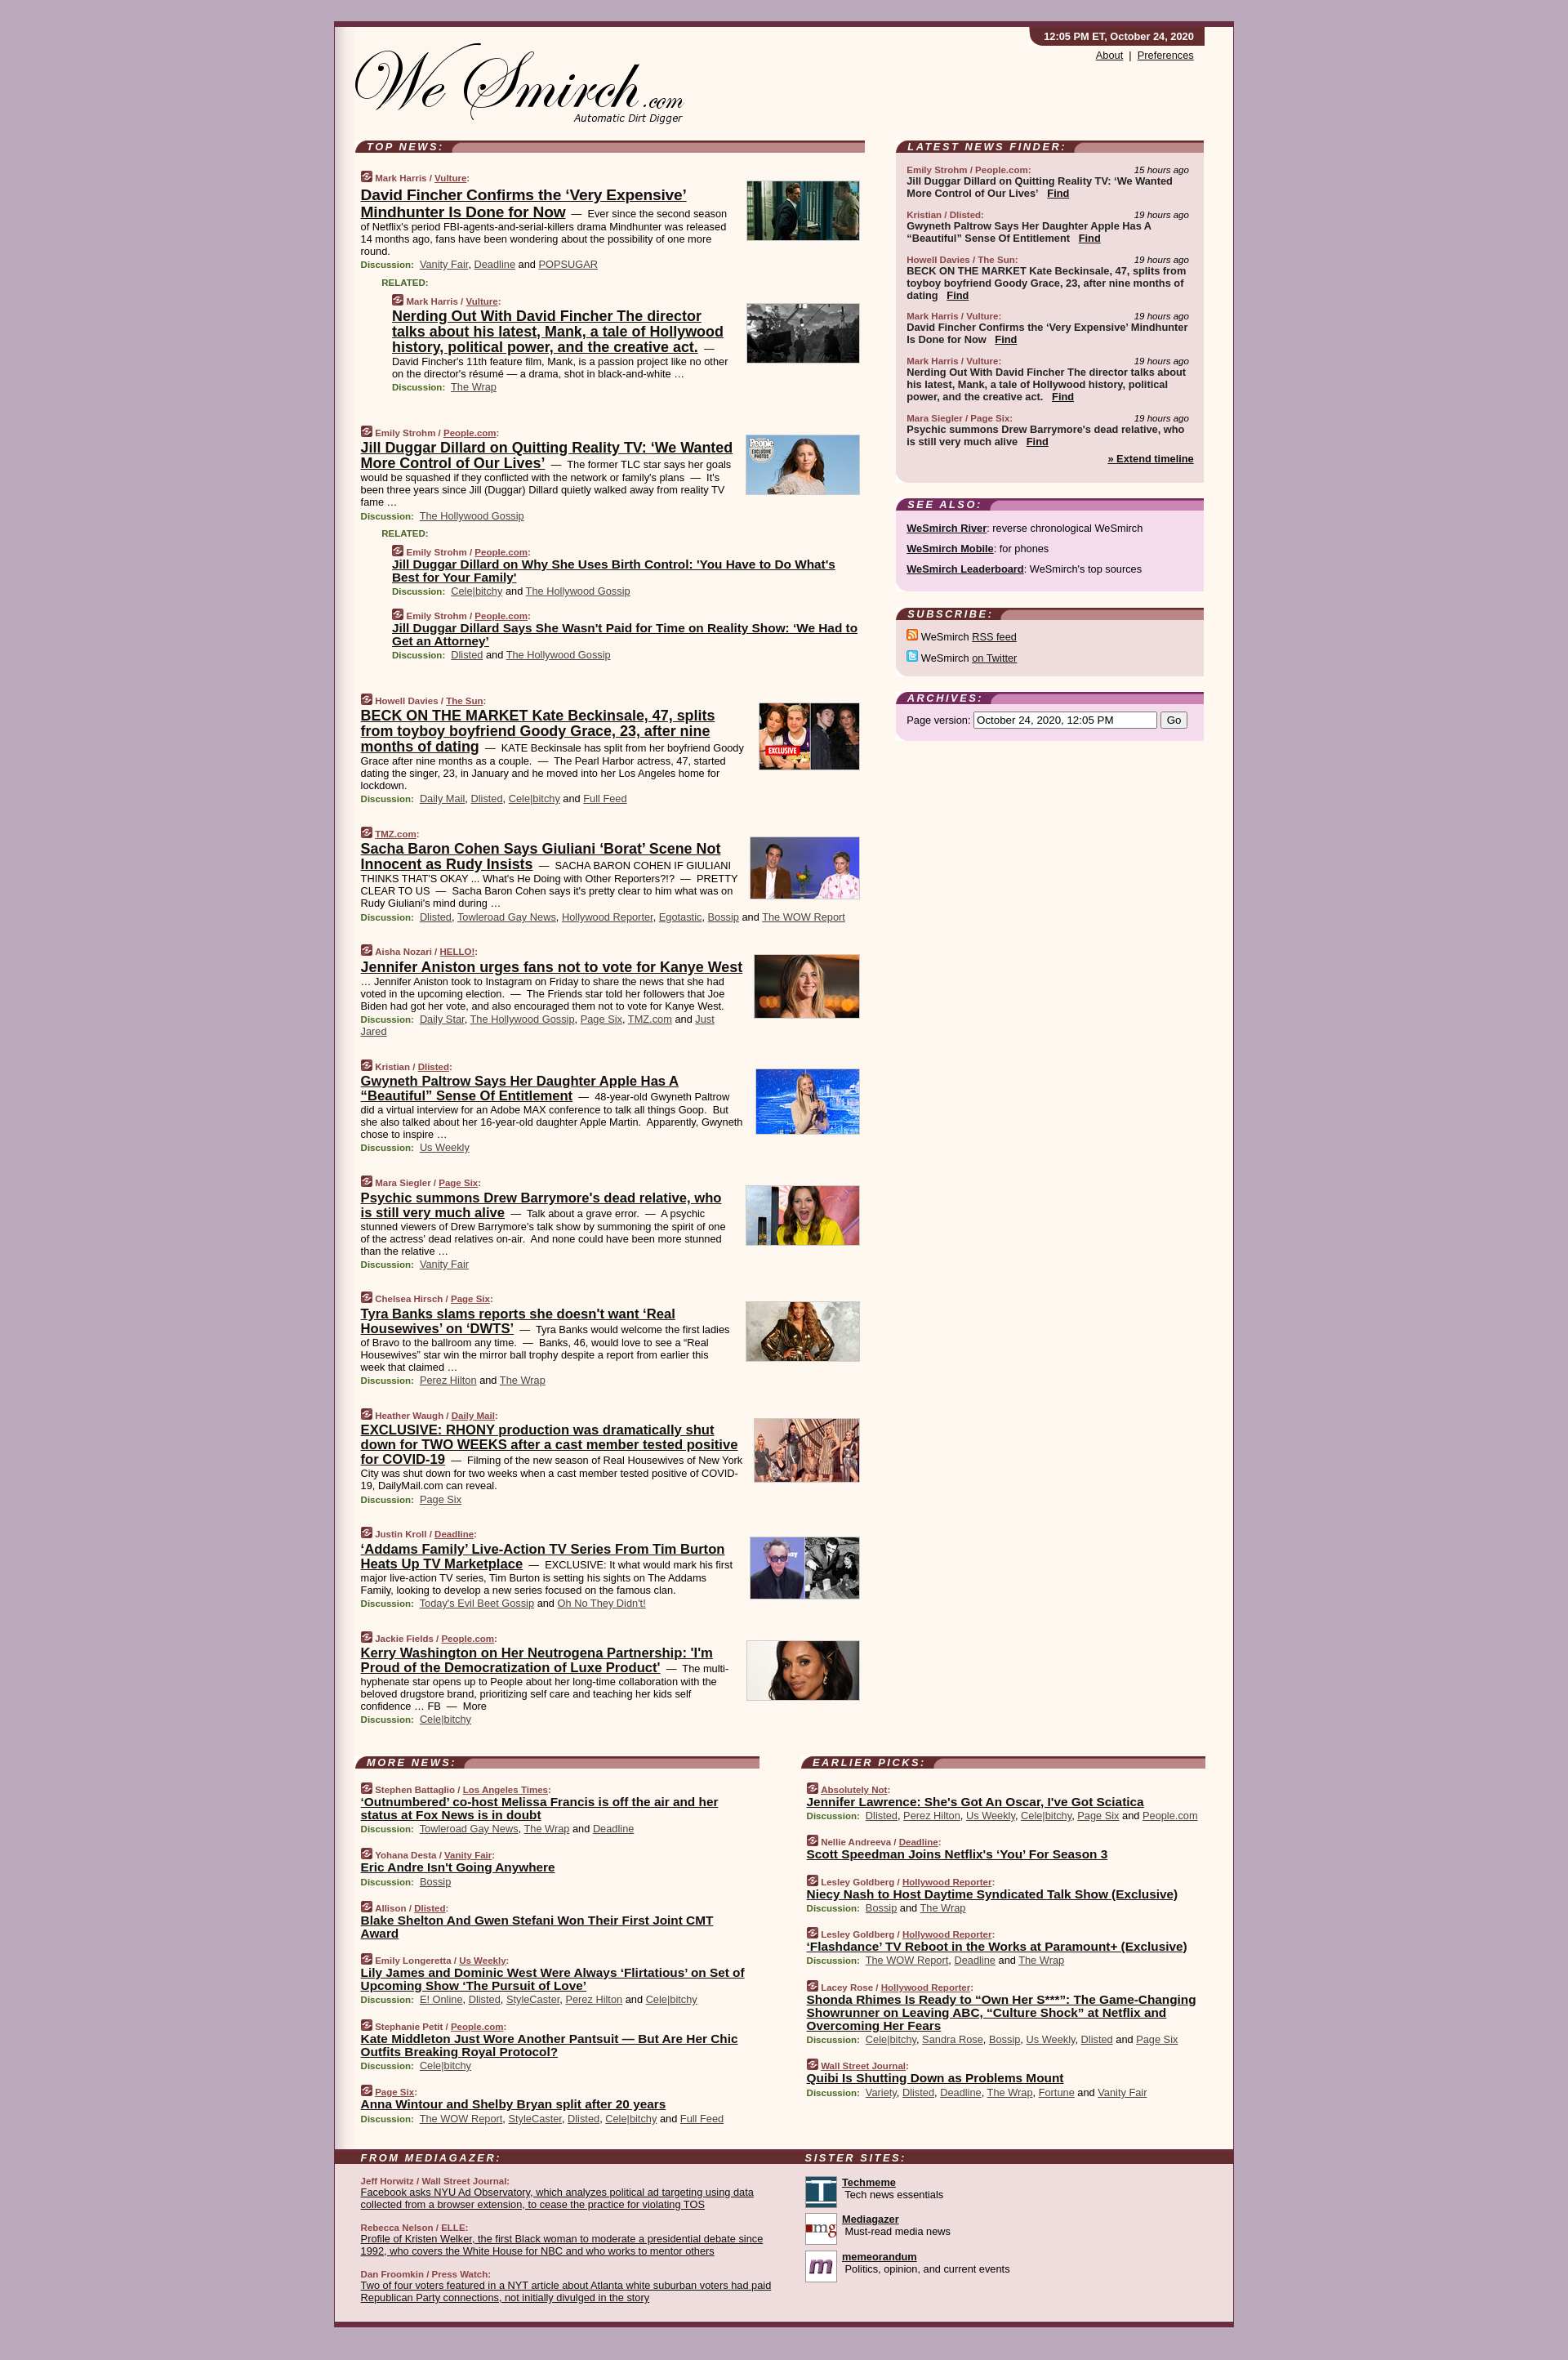 12:05 PM ET, October 24, 2020
About | Preferences
We Smirch.com
Automatic Dirt Digger
TOP NEWS:
Mark Harris / Vulture:
David Fincher Confirms the ‘Very Expensive’
Mindhunter Is Done for Now — Ever since the second season
of Netflix's period FBI-agents-and-serial-killers drama Mindhunter was released
14 months ago, fans have been wondering about the possibility of one more
round.
Discussion: Vanity Fair, Deadline and POPSUGAR
RELATED:
Mark Harris / Vulture:
Nerding Out With David Fincher The director
talks about his latest, Mank, a tale of Hollywood
history, political power, and the creative act. —
David Fincher's 11th feature film, Mank, is a passion project like no other
on the director's résumé — a drama, shot in black-and-white …
Discussion: The Wrap
Emily Strohm / People.com:
Jill Duggar Dillard on Quitting Reality TV: ‘We Wanted
More Control of Our Lives’ — The former TLC star says her goals
would be squashed if they conflicted with the network or family's plans — It's
been three years since Jill (Duggar) Dillard quietly walked away from reality TV
fame …
Discussion: The Hollywood Gossip
People
EXCLUSIVE PHOTOS
RELATED:
Emily Strohm / People.com:
Jill Duggar Dillard on Why She Uses Birth Control: 'You Have to Do What's
Best for Your Family'
Discussion: Cele|bitchy and The Hollywood Gossip
Emily Strohm / People.com:
Jill Duggar Dillard Says She Wasn't Paid for Time on Reality Show: ‘We Had to
Get an Attorney’
Discussion: Dlisted and The Hollywood Gossip
Howell Davies / The Sun:
BECK ON THE MARKET Kate Beckinsale, 47, splits
from toyboy boyfriend Goody Grace, 23, after nine
months of dating — KATE Beckinsale has split from her boyfriend Goody
Grace after nine months as a couple. — The Pearl Harbor actress, 47, started
dating the singer, 23, in January and he moved into her Los Angeles home for
lockdown.
Discussion: Daily Mail, Dlisted, Cele|bitchy and Full Feed
EXCLUSIVE
TMZ.com:
Sacha Baron Cohen Says Giuliani ‘Borat’ Scene Not
Innocent as Rudy Insists — SACHA BARON COHEN IF GIULIANI
THINKS THAT'S OKAY ... What's He Doing with Other Reporters?!? — PRETTY
CLEAR TO US — Sacha Baron Cohen says it's pretty clear to him what was on
Rudy Giuliani's mind during …
Discussion: Dlisted, Towleroad Gay News, Hollywood Reporter, Egotastic, Bossip and The WOW Report
Aisha Nozari / HELLO!:
Jennifer Aniston urges fans not to vote for Kanye West
… Jennifer Aniston took to Instagram on Friday to share the news that she had
voted in the upcoming election. — The Friends star told her followers that Joe
Biden had got her vote, and also encouraged them not to vote for Kanye West.
Discussion: Daily Star, The Hollywood Gossip, Page Six, TMZ.com and Just
Jared
Kristian / Dlisted:
Gwyneth Paltrow Says Her Daughter Apple Has A
“Beautiful” Sense Of Entitlement — 48-year-old Gwyneth Paltrow
did a virtual interview for an Adobe MAX conference to talk all things Goop. But
she also talked about her 16-year-old daughter Apple Martin. Apparently, Gwyneth
chose to inspire …
Discussion: Us Weekly
Mara Siegler / Page Six:
Psychic summons Drew Barrymore's dead relative, who
is still very much alive — Talk about a grave error. — A psychic
stunned viewers of Drew Barrymore's talk show by summoning the spirit of one
of the actress' dead relatives on-air. And none could have been more stunned
than the relative …
Discussion: Vanity Fair
Chelsea Hirsch / Page Six:
Tyra Banks slams reports she doesn't want ‘Real
Housewives’ on ‘DWTS’ — Tyra Banks would welcome the first ladies
of Bravo to the ballroom any time. — Banks, 46, would love to see a “Real
Housewives” star win the mirror ball trophy despite a report from earlier this
week that claimed …
Discussion: Perez Hilton and The Wrap
Heather Waugh / Daily Mail:
EXCLUSIVE: RHONY production was dramatically shut
down for TWO WEEKS after a cast member tested positive
for COVID-19 — Filming of the new season of Real Housewives of New York
City was shut down for two weeks when a cast member tested positive of COVID-
19, DailyMail.com can reveal.
Discussion: Page Six
Justin Kroll / Deadline:
‘Addams Family’ Live-Action TV Series From Tim Burton
Heats Up TV Marketplace — EXCLUSIVE: It what would mark his first
major live-action TV series, Tim Burton is setting his sights on The Addams
Family, looking to develop a new series focused on the famous clan.
Discussion: Today's Evil Beet Gossip and Oh No They Didn't!
Jackie Fields / People.com:
Kerry Washington on Her Neutrogena Partnership: 'I'm
Proud of the Democratization of Luxe Product' — The multi-
hyphenate star opens up to People about her long-time collaboration with the
beloved drugstore brand, prioritizing self care and teaching her kids self
confidence … FB — More
Discussion: Cele|bitchy
LATEST NEWS FINDER:
Emily Strohm / People.com: 15 hours ago
Jill Duggar Dillard on Quitting Reality TV: ‘We Wanted
More Control of Our Lives’ Find
Kristian / Dlisted: 19 hours ago
Gwyneth Paltrow Says Her Daughter Apple Has A
“Beautiful” Sense Of Entitlement Find
Howell Davies / The Sun: 19 hours ago
BECK ON THE MARKET Kate Beckinsale, 47, splits from
toyboy boyfriend Goody Grace, 23, after nine months of
dating Find
Mark Harris / Vulture: 19 hours ago
David Fincher Confirms the ‘Very Expensive’ Mindhunter
Is Done for Now Find
Mark Harris / Vulture: 19 hours ago
Nerding Out With David Fincher The director talks about
his latest, Mank, a tale of Hollywood history, political
power, and the creative act. Find
Mara Siegler / Page Six: 19 hours ago
Psychic summons Drew Barrymore's dead relative, who
is still very much alive Find
» Extend timeline
SEE ALSO:
WeSmirch River: reverse chronological WeSmirch
WeSmirch Mobile: for phones
WeSmirch Leaderboard: WeSmirch's top sources
SUBSCRIBE:
WeSmirch RSS feed
WeSmirch on Twitter
ARCHIVES:
Page version: October 24, 2020, 12:05 PM Go
MORE NEWS:
Stephen Battaglio / Los Angeles Times:
‘Outnumbered’ co-host Melissa Francis is off the air and her
status at Fox News is in doubt
Discussion: Towleroad Gay News, The Wrap and Deadline
Yohana Desta / Vanity Fair:
Eric Andre Isn't Going Anywhere
Discussion: Bossip
Allison / Dlisted:
Blake Shelton And Gwen Stefani Won Their First Joint CMT
Award
Emily Longeretta / Us Weekly:
Lily James and Dominic West Were Always ‘Flirtatious’ on Set of
Upcoming Show ‘The Pursuit of Love’
Discussion: E! Online, Dlisted, StyleCaster, Perez Hilton and Cele|bitchy
Stephanie Petit / People.com:
Kate Middleton Just Wore Another Pantsuit — But Are Her Chic
Outfits Breaking Royal Protocol?
Discussion: Cele|bitchy
Page Six:
Anna Wintour and Shelby Bryan split after 20 years
Discussion: The WOW Report, StyleCaster, Dlisted, Cele|bitchy and Full Feed
EARLIER PICKS:
Absolutely Not:
Jennifer Lawrence: She's Got An Oscar, I've Got Sciatica
Discussion: Dlisted, Perez Hilton, Us Weekly, Cele|bitchy, Page Six and People.com
Nellie Andreeva / Deadline:
Scott Speedman Joins Netflix's ‘You’ For Season 3
Lesley Goldberg / Hollywood Reporter:
Niecy Nash to Host Daytime Syndicated Talk Show (Exclusive)
Discussion: Bossip and The Wrap
Lesley Goldberg / Hollywood Reporter:
‘Flashdance’ TV Reboot in the Works at Paramount+ (Exclusive)
Discussion: The WOW Report, Deadline and The Wrap
Lacey Rose / Hollywood Reporter:
Shonda Rhimes Is Ready to “Own Her S***”: The Game-Changing
Showrunner on Leaving ABC, “Culture Shock” at Netflix and
Overcoming Her Fears
Discussion: Cele|bitchy, Sandra Rose, Bossip, Us Weekly, Dlisted and Page Six
Wall Street Journal:
Quibi Is Shutting Down as Problems Mount
Discussion: Variety, Dlisted, Deadline, The Wrap, Fortune and Vanity Fair
FROM MEDIAGAZER:
Jeff Horwitz / Wall Street Journal:
Facebook asks NYU Ad Observatory, which analyzes political ad targeting using data
collected from a browser extension, to cease the practice for violating TOS
Rebecca Nelson / ELLE:
Profile of Kristen Welker, the first Black woman to moderate a presidential debate since
1992, who covers the White House for NBC and who works to mentor others
Dan Froomkin / Press Watch:
Two of four voters featured in a NYT article about Atlanta white suburban voters had paid
Republican Party connections, not initially divulged in the story
SISTER SITES:
T
Techmeme
Tech news essentials
mg
Mediagazer
Must-read media news
m
memeorandum
Politics, opinion, and current events